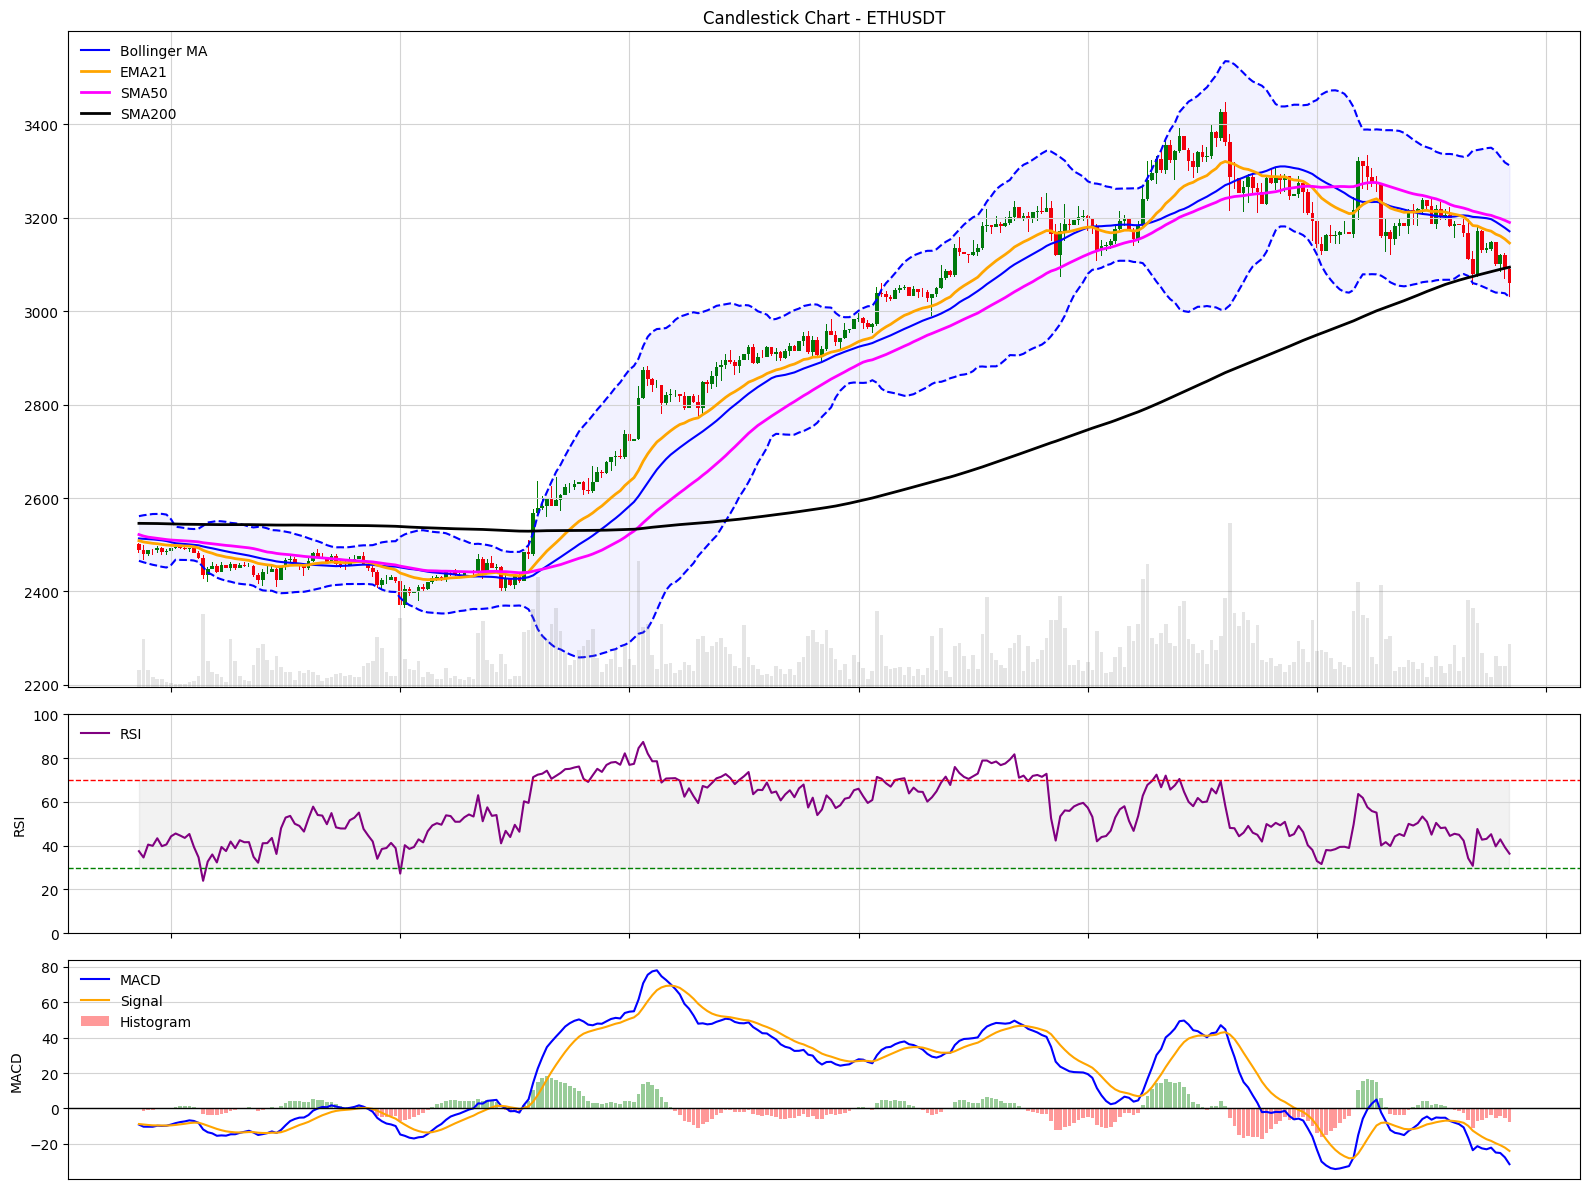 Candlestick Chart - ETHUSDT
Bollinger MA
EMA21
SMA50
SMA200
3400
3200
3000
2800
2600
2400
2200
100
RSI
80
60
RSI
40
20
0
80
MACD
60
Signal
Histogram
40
20
MACD
0
−20